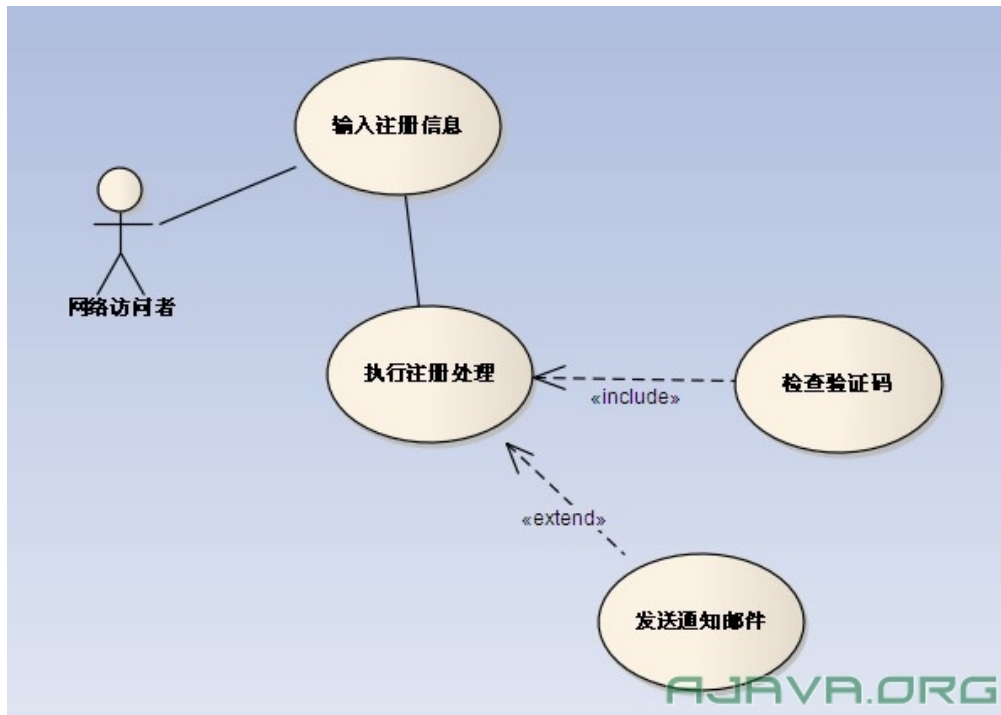 输入注册信息
网络访问者
执行注册处理
«include»
检查验证码
«extend»
发送通知邮件
AJAVA.ORG